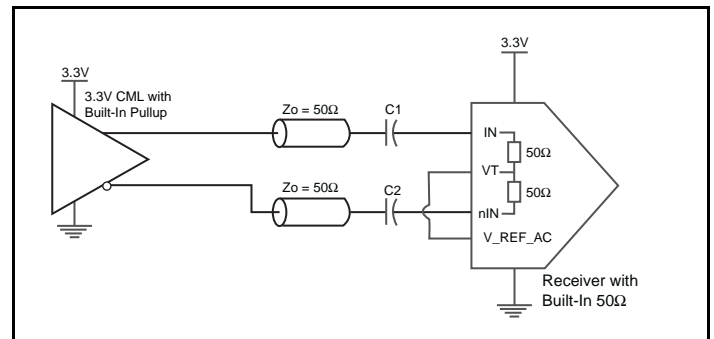 3.3V
3.3V
3.3V CML with
Built-In Pullup
Zo = 50Ω
C1
IN
50Ω
VT
Zo = 50Ω
C2
50Ω
nIN
V_REF_AC
Receiver with
Built-In 50Ω